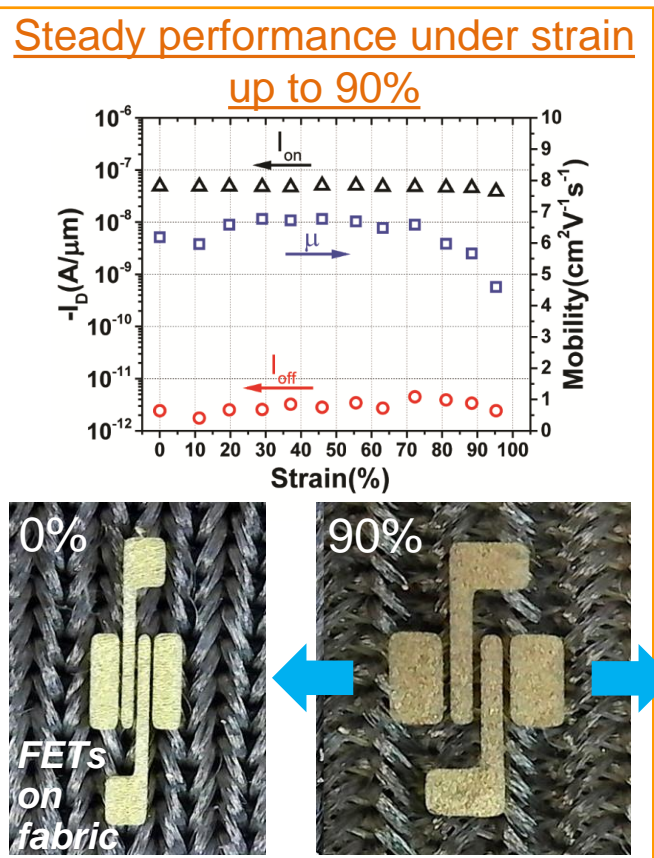 Steady performance under strain
up to 90%
10⁻⁶
10⁻⁷
10⁻⁸
10⁻⁹
10⁻¹⁰
10⁻¹¹
10⁻¹²
-I_D(A/μm)
I_on
μ
I_off
10
9
8
7
6
5
4
3
2
1
0
Mobility(cm²V⁻¹s⁻¹)
0 10 20 30 40 50 60 70 80 90 100
Strain(%)
0%
90%
FETs
on
fabric